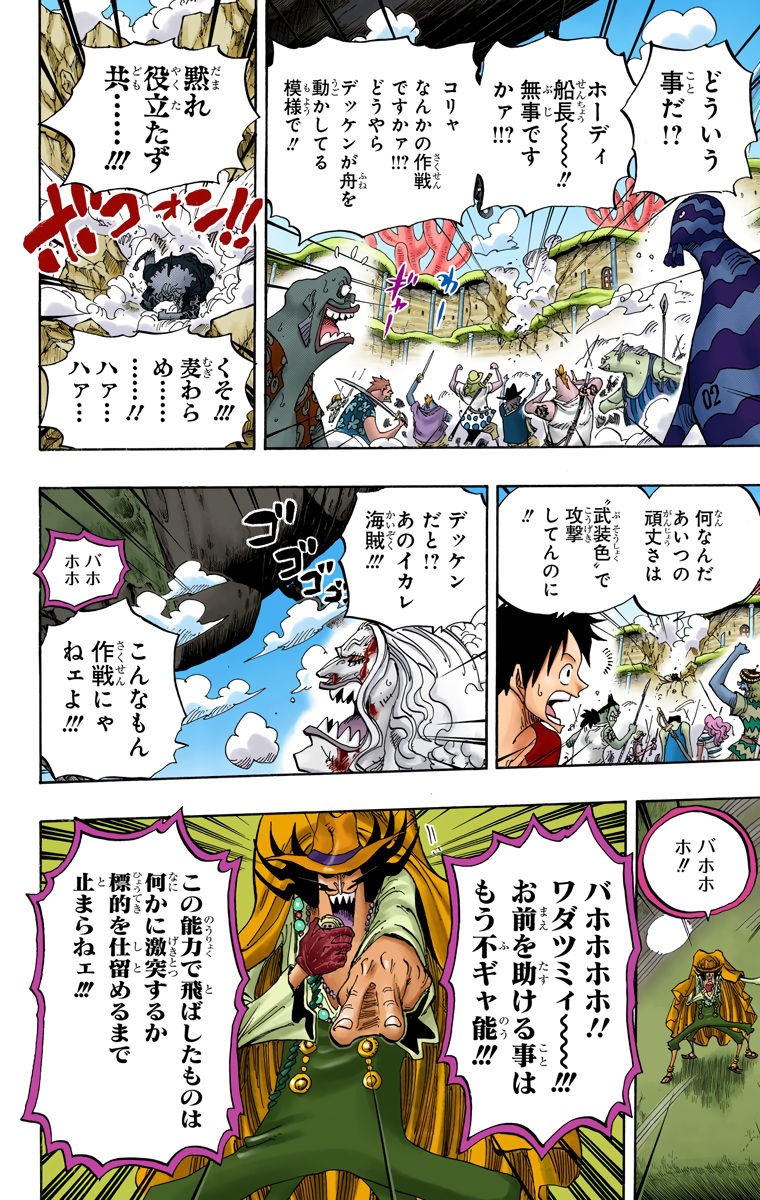 どういう
事だ!?
ホーディ
船長〜〜〜!!
無事です
かァ!!?
コリャ
なんかの作戦
ですかァ!!?
どうやら
デッケンが舟を
動かしてる
模様で!!
わー
ギャー
02
黙れ
役立たず
共……!!!
ボコォン!!
くそ!!!
麦わら
め……
……!!
ハァ…
ハァ…
何なんだ
あいつの
頑丈さは
“武装色”で
攻撃
してんのに
デッケン
だと!?
あのイカレ
海賊!!!
ゴゴゴゴ
バホ
ホホ
こんなもん
作戦にゃ
ねェよ!!!
バホホ
ホ!!
バホホホホ!!
ワダツミィ〜〜〜!!!
お前を助ける事は
もう不ギャ能!!!
この能力で飛ばしたものは
何かに激突するか
標的を仕留めるまで
止まらねェ!!!